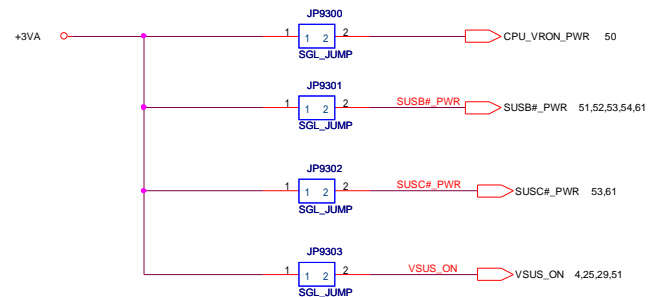 JP9300
+3VA 1 1 2 2 CPU_VRON_PWR 50
SGL_JUMP
JP9301
1 1 2 2 SUSB#_PWR SUSB#_PWR 51,52,53,54,61
SGL_JUMP
JP9302
1 1 2 2 SUSC#_PWR SUSC#_PWR 53,61
SGL_JUMP
JP9303
1 1 2 2 VSUS_ON VSUS_ON 4,25,29,51
SGL_JUMP